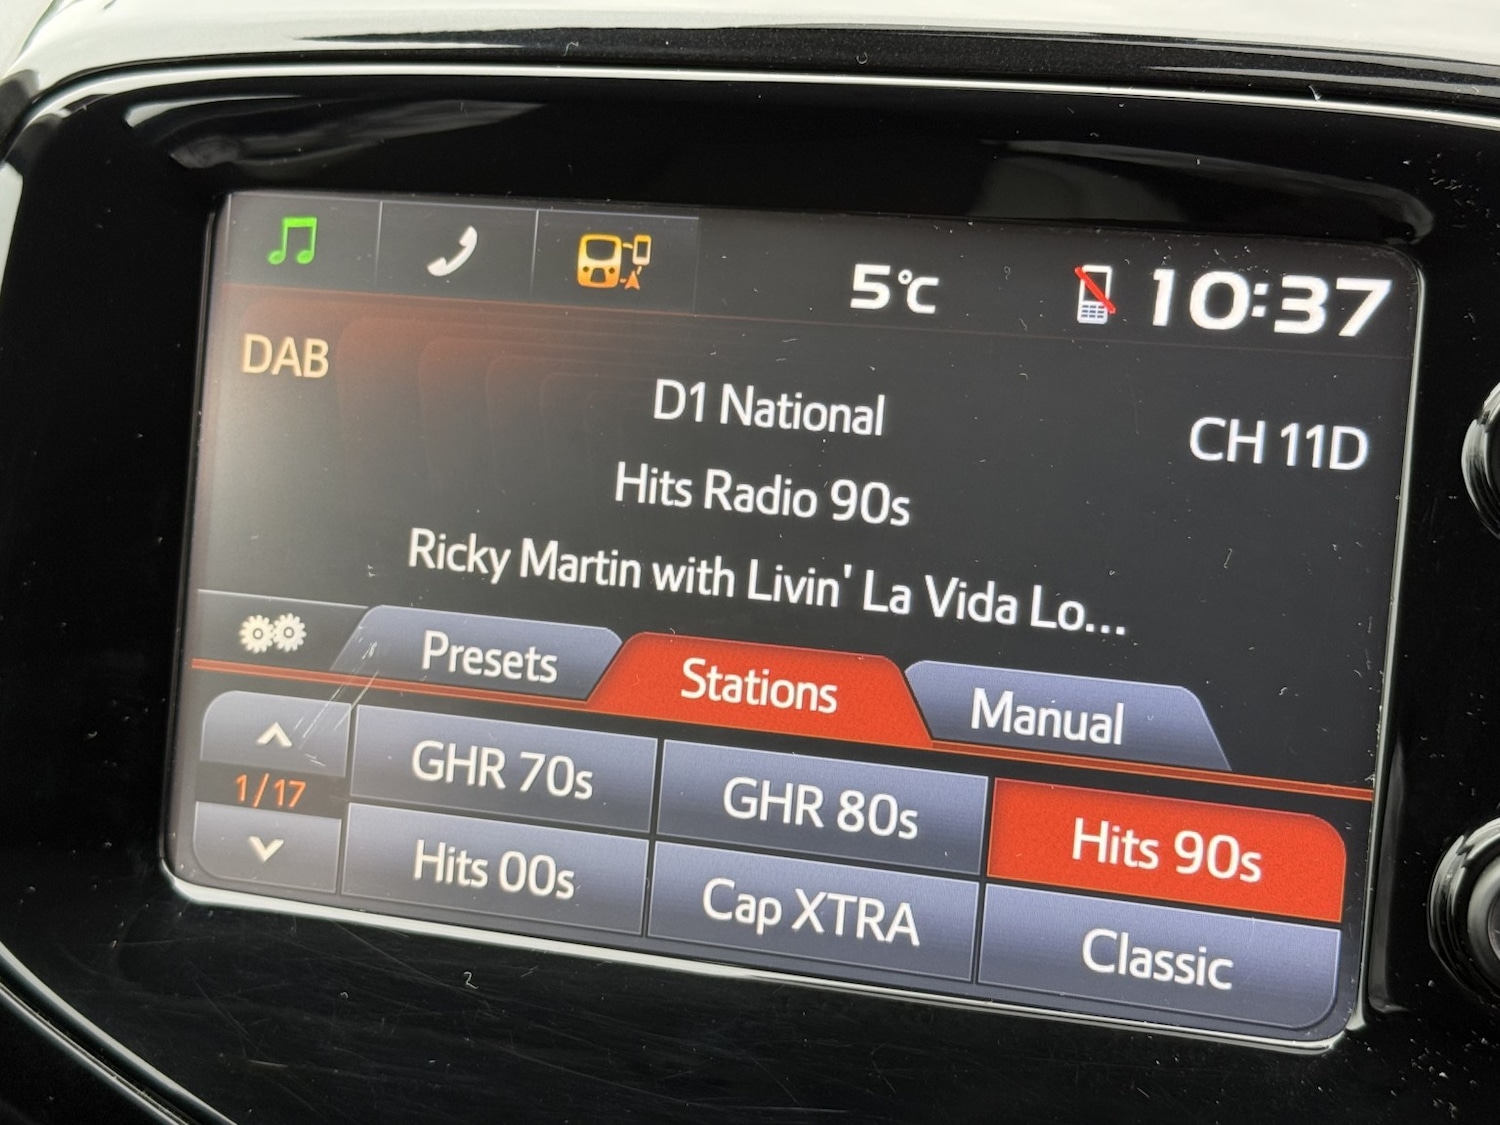 5°C 10:37
DAB
D1 National
CH 11D
Hits Radio 90s
Ricky Martin with Livin' La Vida Lo...
Presets Stations Manual
1/17
GHR 70s GHR 80s Hits 90s
Hits 00s Cap XTRA Classic